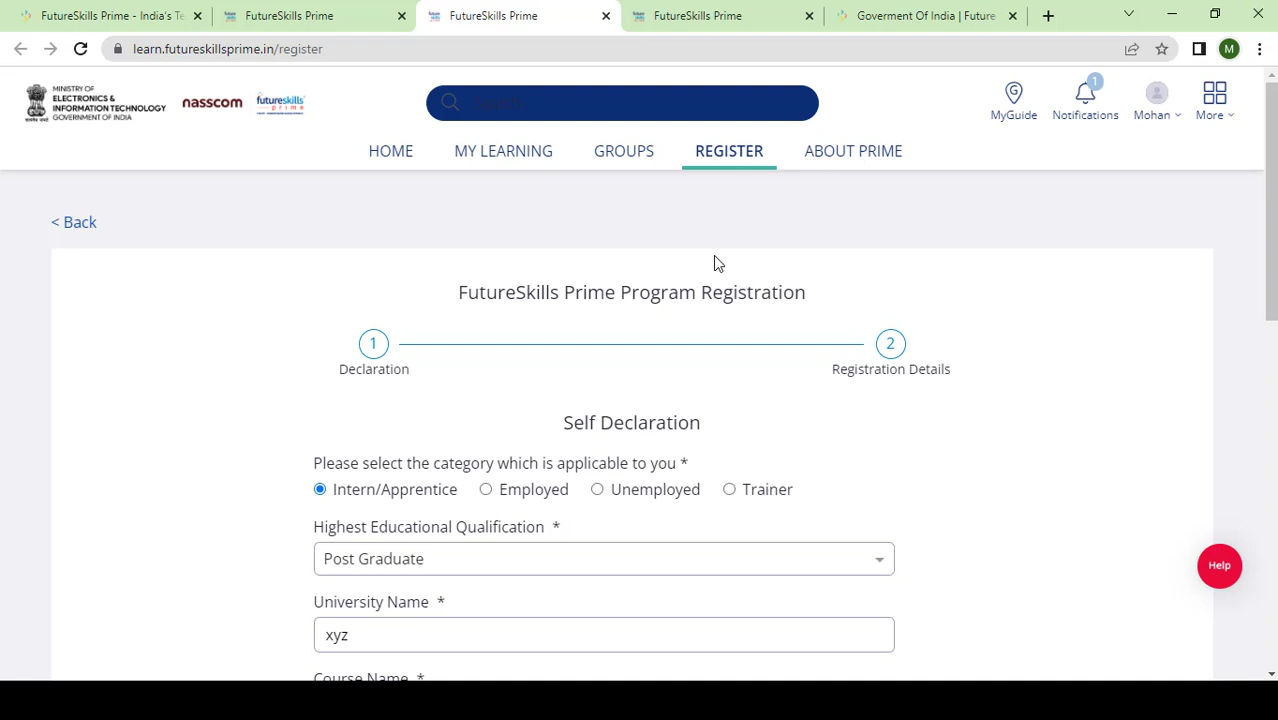 FutureSkills Prime - India's Te
FutureSkills Prime
FutureSkills Prime
FutureSkills Prime
Goverment Of India | Future
learn.futureskillsprime.in/register
M
MINISTRY OF
ELECTRONICS &
INFORMATION TECHNOLOGY
GOVERNMENT OF INDIA
nasscom
futureskills
prime
Search
G
MyGuide
1
Notifications
Mohan
More
HOME
MY LEARNING
GROUPS
REGISTER
ABOUT PRIME
< Back
FutureSkills Prime Program Registration
1
2
Declaration
Registration Details
Self Declaration
Please select the category which is applicable to you *
Intern/Apprentice
Employed
Unemployed
Trainer
Highest Educational Qualification *
Post Graduate
Help
University Name *
xyz
Course Name *